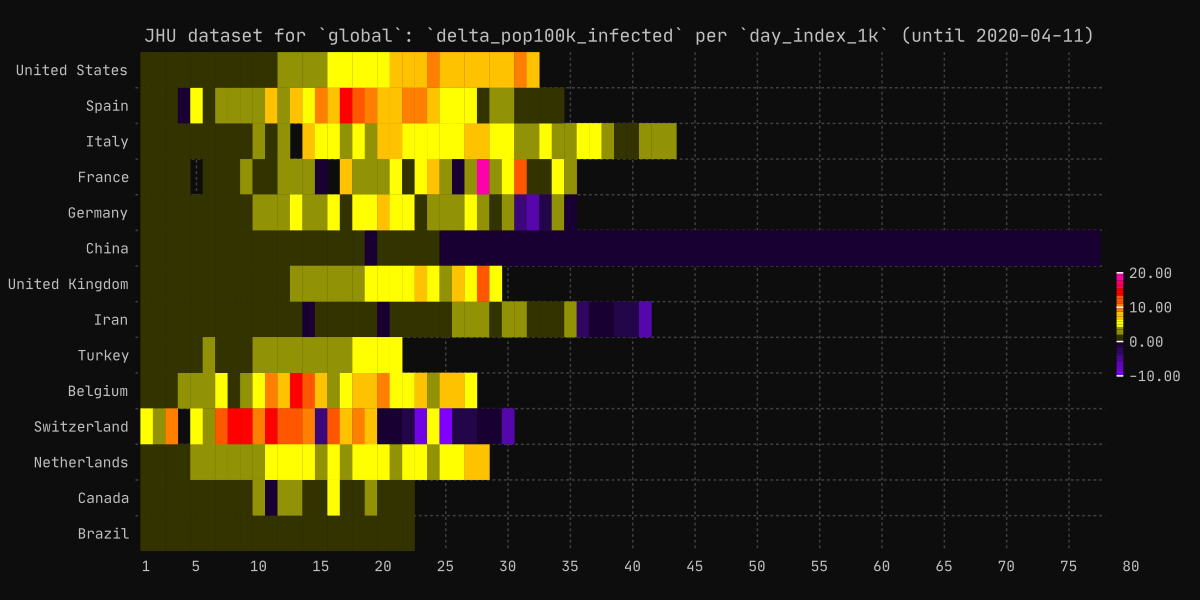 JHU dataset for `global`: `delta_pop100k_infected` per `day_index_1k` (until 2020-04-11)
United States
Spain
Italy
France
Germany
China
United Kingdom
Iran
Turkey
Belgium
Switzerland
Netherlands
Canada
Brazil
20.00
10.00
0.00
-10.00
1 5 10 15 20 25 30 35 40 45 50 55 60 65 70 75 80